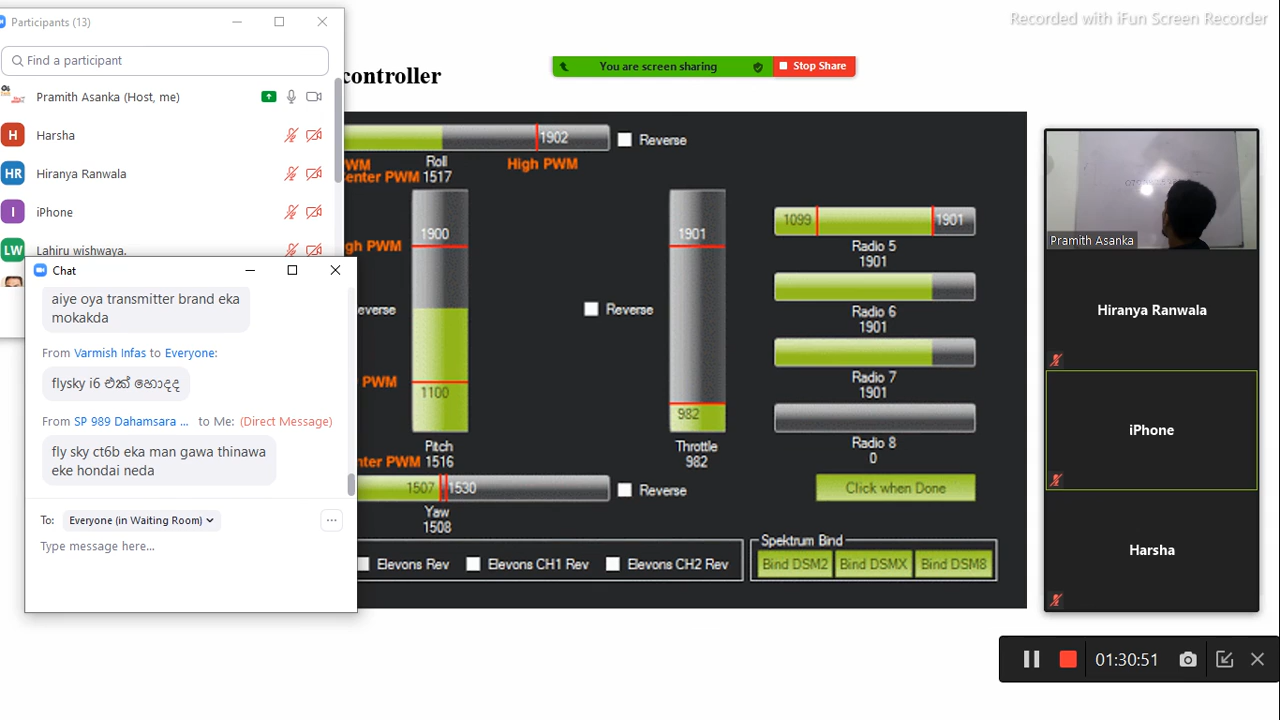 Participants (13)
Recorded with iFun Screen Recorder
Find a participant
controller
You are screen sharing
Stop Share
Pramith Asanka (Host, me)
H
Harsha
HR
Hiranya Ranwala
I
iPhone
LW
Lahiru wishwaya.
Chat
aiye oya transmitter brand eka
mokakda
From Varmish Infas to Everyone:
flysky i6 එක් හොදද
From SP 989 Dahamsara ... to Me: (Direct Message)
fly sky ct6b eka man gawa thinawa
eke hondai neda
To: Everyone (in Waiting Room)
...
Type message here...
1902
Reverse
WM
Roll
High PWM
enter PWM 1517
1900
gh PWM
everse
PWM
1100
Pitch
nter PWM 1516
1507 1530
Reverse
Yaw
1508
1901
Reverse
982
Throttle
982
1099 1901
Radio 5
1901
Radio 6
1901
Radio 7
1901
Radio 8
0
Click when Done
Elevons Rev
Elevons CH1 Rev
Elevons CH2 Rev
Spektrum Bind
Bind DSM2
Bind DSMX
Bind DSM8
Pramith Asanka
Hiranya Ranwala
iPhone
Harsha
01:30:51